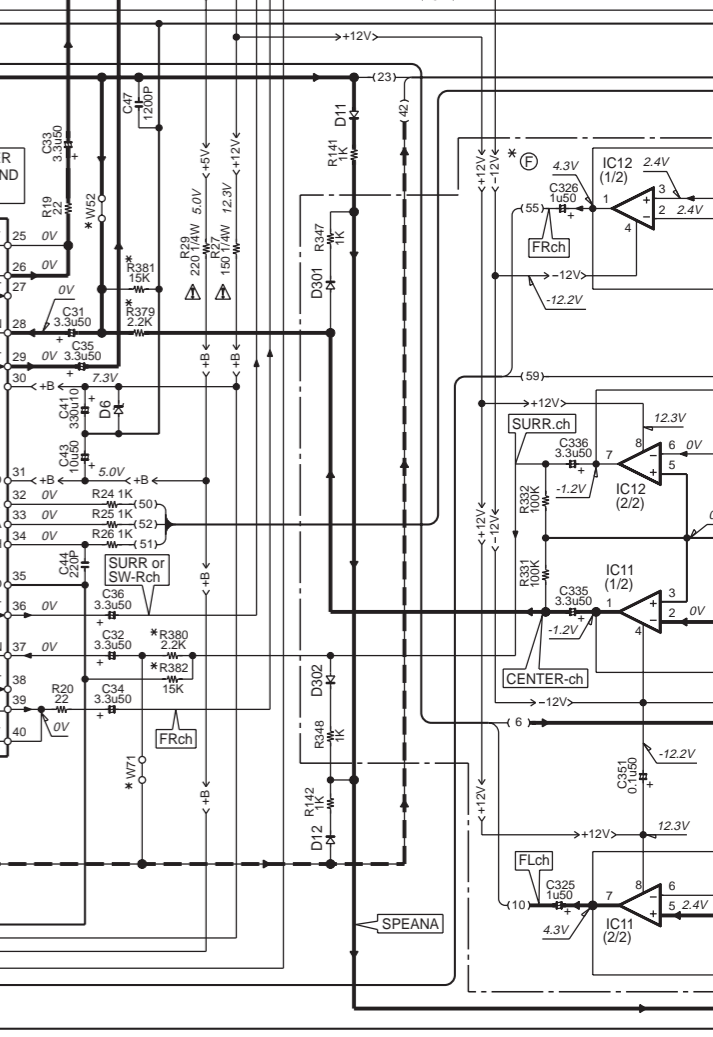 +12V
(23)
C47
1200P
D11
(42)
R141
1K
C33
3.3u50
+
R
ND
+5V
+12V
5.0V
12.3V
+12V
-12V
* F
4.3V
IC12
(1/2)
2.4V
C326
1u50
+
1
3
+
2
−
2.4V
4
(55)
FRch
R19
22
* W52
R29
220 1/4W
R27
150 1/4W
R347
1K
D301
25
0V
26
0V
27
0V
*
R381
15K
*
R379
2.2K
-12V
-12.2V
28
C31
3.3u50
+
29
0V
C35
3.3u50
+
30
+B
7.3V
+B
+B
(59)
C41
330u10
+
D6
+12V
12.3V
SURR.ch
C336
3.3u50
+
7
8
−
6
0V
+
5
C43
10u50
+
-1.2V
IC12
(2/2)
31
+B
5.0V
+B
32
0V
R24 1K
(50)
33
0V
R25 1K
(52)
34
0V
R26 1K
(51)
R332
100K
+12V
-12V
C44
220P
35
SURR or
SW-Rch
+B
R331
100K
IC11
(1/2)
C335
3.3u50
+
1
+
3
−
2
0V
4
-1.2V
36
0V
C36
3.3u50
+
37
0V
C32
3.3u50
+
*R380
2.2K
*R382
15K
D302
CENTER-ch
38
39
R20
22
C34
3.3u50
+
0V
FRch
-12V
(6)
40
R348
1K
-12.2V
C351
0.1u50
+
* W71
+B
R142
1K
D12
+12V
+12V
12.3V
FLch
C325
1u50
+
7
8
−
6
+
5
2.4V
(10)
4.3V
IC11
(2/2)
SPEANA